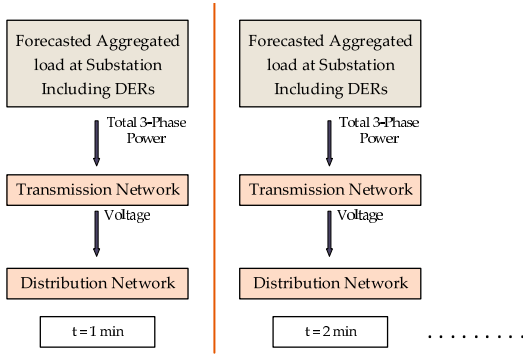 Forecasted Aggregated
load at Substation
Including DERs
Total 3-Phase
Power
Transmission Network
Voltage
Distribution Network
t = 1 min
Forecasted Aggregated
load at Substation
Including DERs
Total 3-Phase
Power
Transmission Network
Voltage
Distribution Network
t = 2 min
. . . . . . . . .